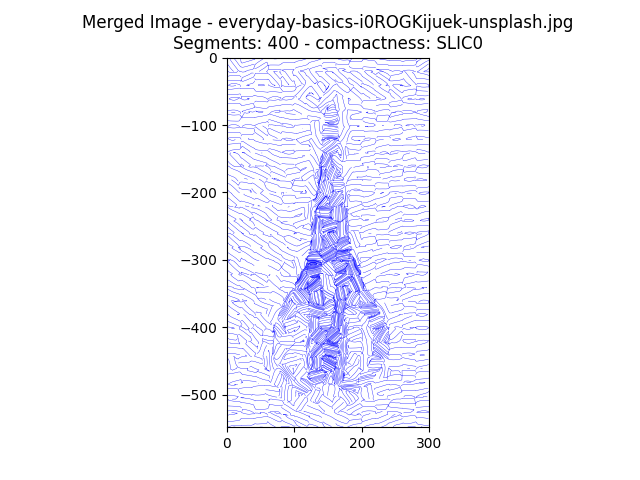 Merged Image - everyday-basics-i0ROGKijuek-unsplash.jpg
Segments: 400 - compactness: SLIC0
0
−100
−200
−300
−400
−500
0 100 200 300